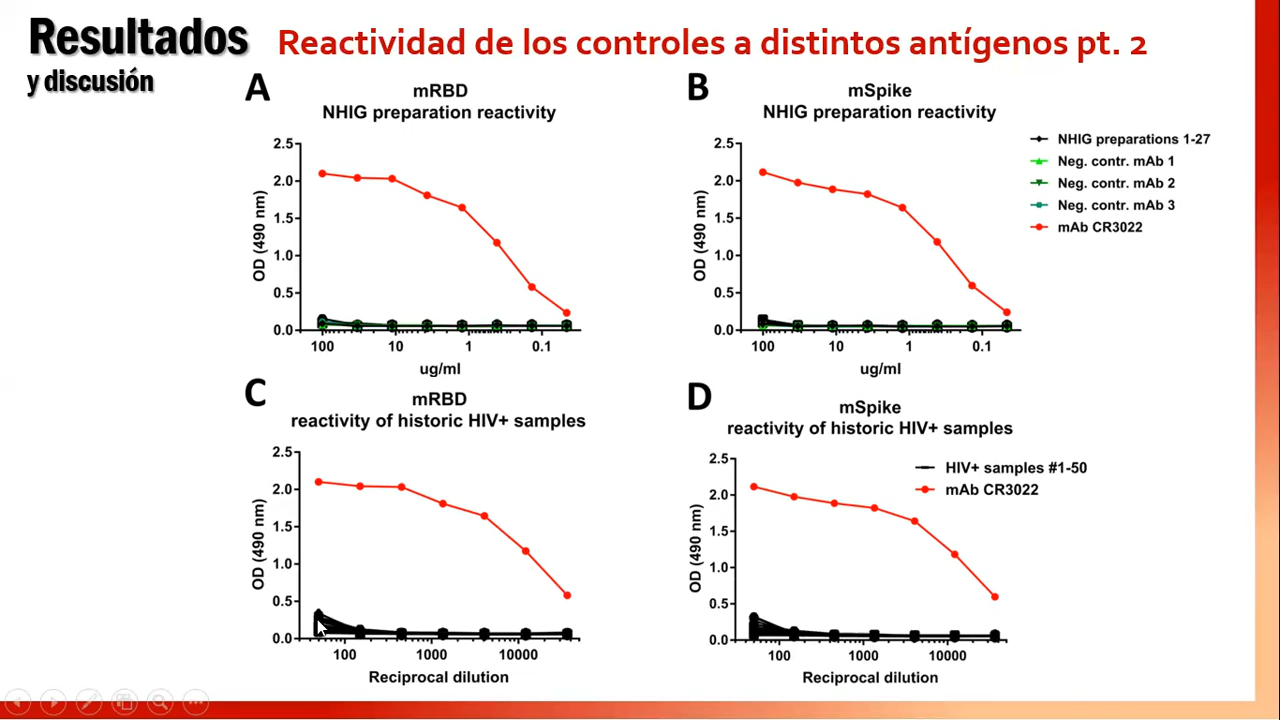 Resultados
y discusión
Reactividad de los controles a distintos antígenos pt. 2
A
mRBD
NHIG preparation reactivity
2.5
2.0
1.5
1.0
0.5
0.0
OD (490 nm)
100
10
1
0.1
ug/ml
B
mSpike
NHIG preparation reactivity
2.5
2.0
1.5
1.0
0.5
0.0
OD (490 nm)
100
10
1
0.1
ug/ml
NHIG preparations 1-27
Neg. contr. mAb 1
Neg. contr. mAb 2
Neg. contr. mAb 3
mAb CR3022
C
mRBD
reactivity of historic HIV+ samples
2.5
2.0
1.5
1.0
0.5
0.0
OD (490 nm)
100
1000
10000
Reciprocal dilution
D
mSpike
reactivity of historic HIV+ samples
2.5
2.0
1.5
1.0
0.5
0.0
OD (490 nm)
100
1000
10000
Reciprocal dilution
HIV+ samples #1-50
mAb CR3022